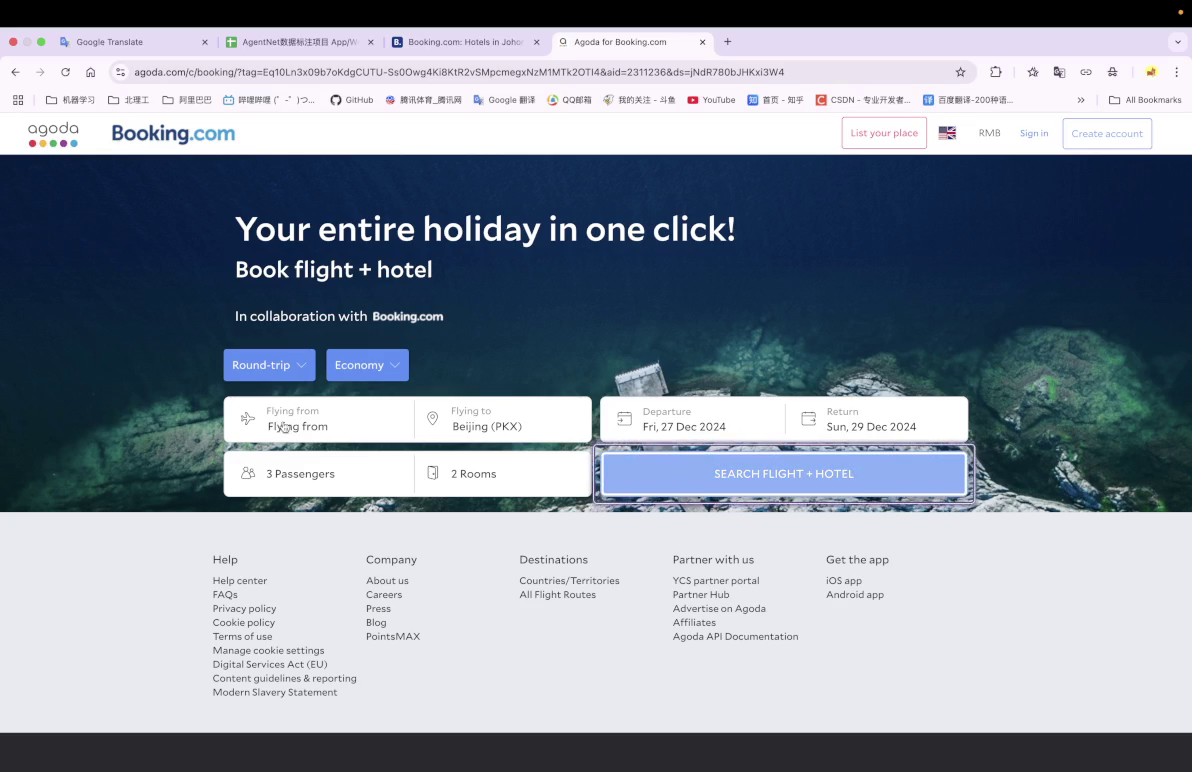 Google Translate
AgentNet数据标注项目 App/W
Booking.com: Hotels in Johor
Agoda for Booking.com
agoda.com/c/booking/?tag=Eq10Ln3x09b7oKdgCUTU-Ss0Owg4Ki8KtR2vSMpcmegxNzM1MTk2OTI4&aid=2311236&ds=jNdR780bJHKxi3W4
机器学习
北理工
阿里巴巴
哔哩哔哩 (゜-゜)つ...
GitHub
腾讯体育_腾讯网
Google 翻译
QQ邮箱
我的关注 - 斗鱼
YouTube
首页 - 知乎
CSDN - 专业开发者...
百度翻译-200种语...
All Bookmarks
agoda
Booking.com
List your place
RMB
Sign in
Create account
Your entire holiday in one click!
Book flight + hotel
In collaboration with Booking.com
Round-trip
Economy
Flying from
Flying from
Flying to
Beijing (PKX)
Departure
Fri, 27 Dec 2024
Return
Sun, 29 Dec 2024
3 Passengers
2 Rooms
SEARCH FLIGHT + HOTEL
Help
Help center
FAQs
Privacy policy
Cookie policy
Terms of use
Manage cookie settings
Digital Services Act (EU)
Content guidelines & reporting
Modern Slavery Statement
Company
About us
Careers
Press
Blog
PointsMAX
Destinations
Countries/Territories
All Flight Routes
Partner with us
YCS partner portal
Partner Hub
Advertise on Agoda
Affiliates
Agoda API Documentation
Get the app
iOS app
Android app